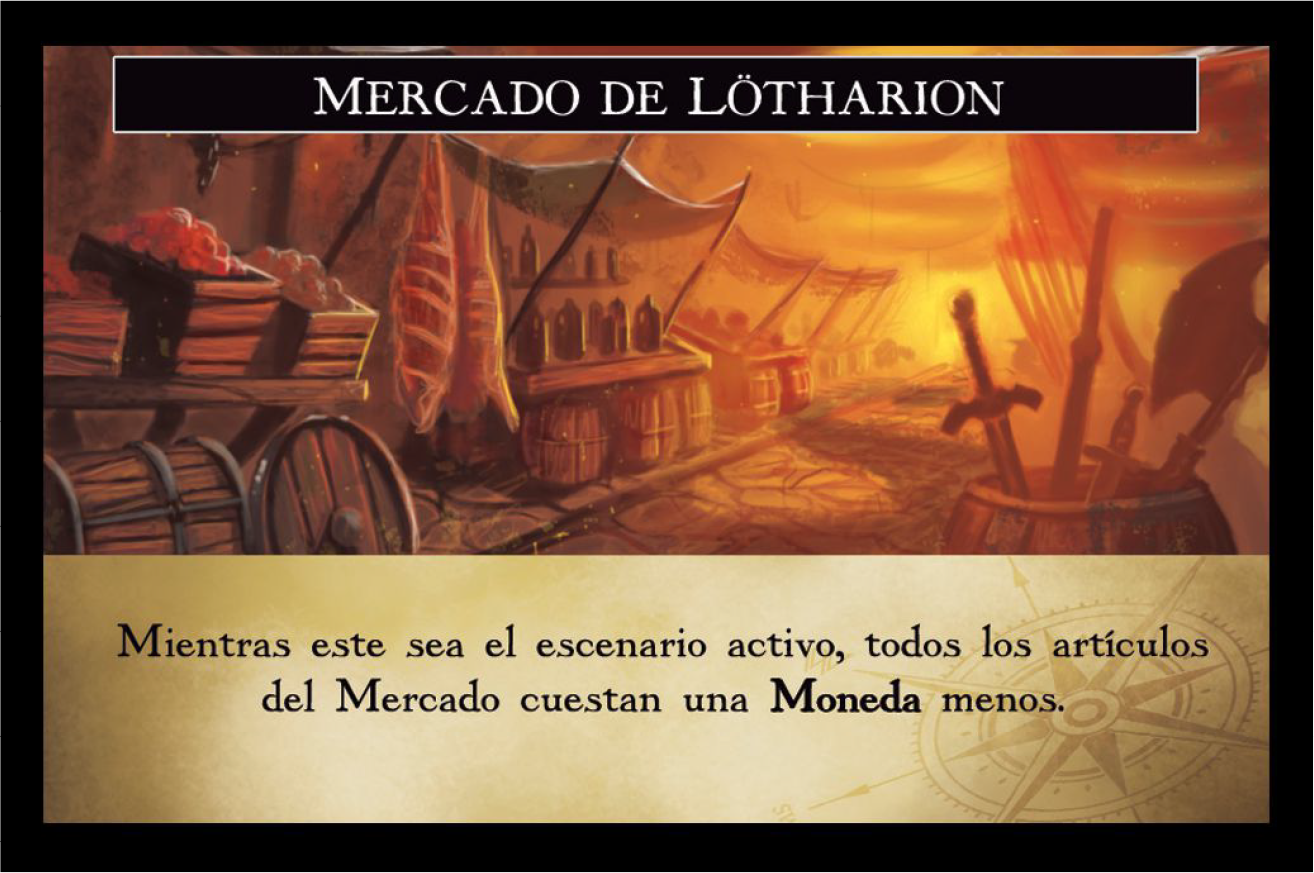 Mercado de Lötharion
Mientras este sea el escenario activo, todos los artículos
del Mercado cuestan una Moneda menos.